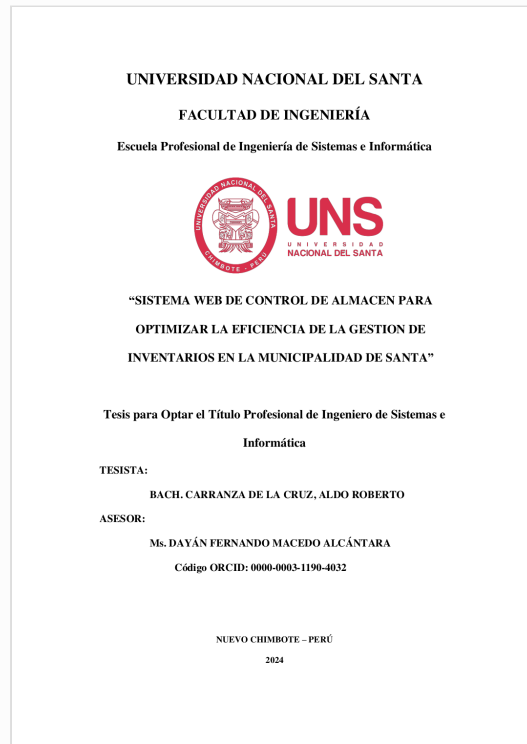 UNIVERSIDAD NACIONAL DEL SANTA
FACULTAD DE INGENIERÍA
Escuela Profesional de Ingeniería de Sistemas e Informática
UNIVERSIDAD NACIONAL DEL SANTA
CHIMBOTE - PERÚ
UNS
UNIVERSIDAD
NACIONAL DEL SANTA
“SISTEMA WEB DE CONTROL DE ALMACEN PARA
OPTIMIZAR LA EFICIENCIA DE LA GESTION DE
INVENTARIOS EN LA MUNICIPALIDAD DE SANTA”
Tesis para Optar el Título Profesional de Ingeniero de Sistemas e
Informática
TESISTA:
BACH. CARRANZA DE LA CRUZ, ALDO ROBERTO
ASESOR:
Ms. DAYÁN FERNANDO MACEDO ALCÁNTARA
Código ORCID: 0000-0003-1190-4032
NUEVO CHIMBOTE – PERÚ
2024